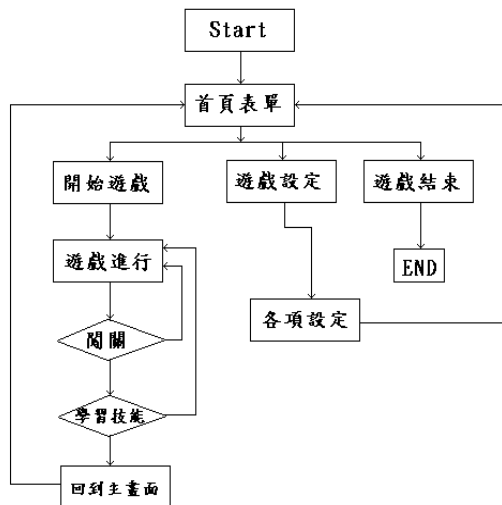 Start
首頁表單
開始遊戲
遊戲設定
遊戲結束
遊戲進行
END
各項設定
闖關
學習技能
回到主畫面